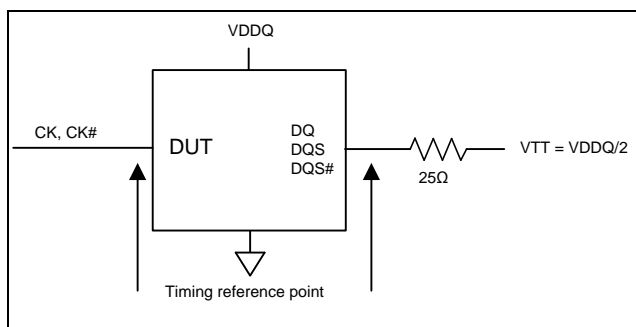 VDDQ
CK, CK#
DUT
DQ
DQS
DQS#
25Ω
VTT = VDDQ/2
Timing reference point